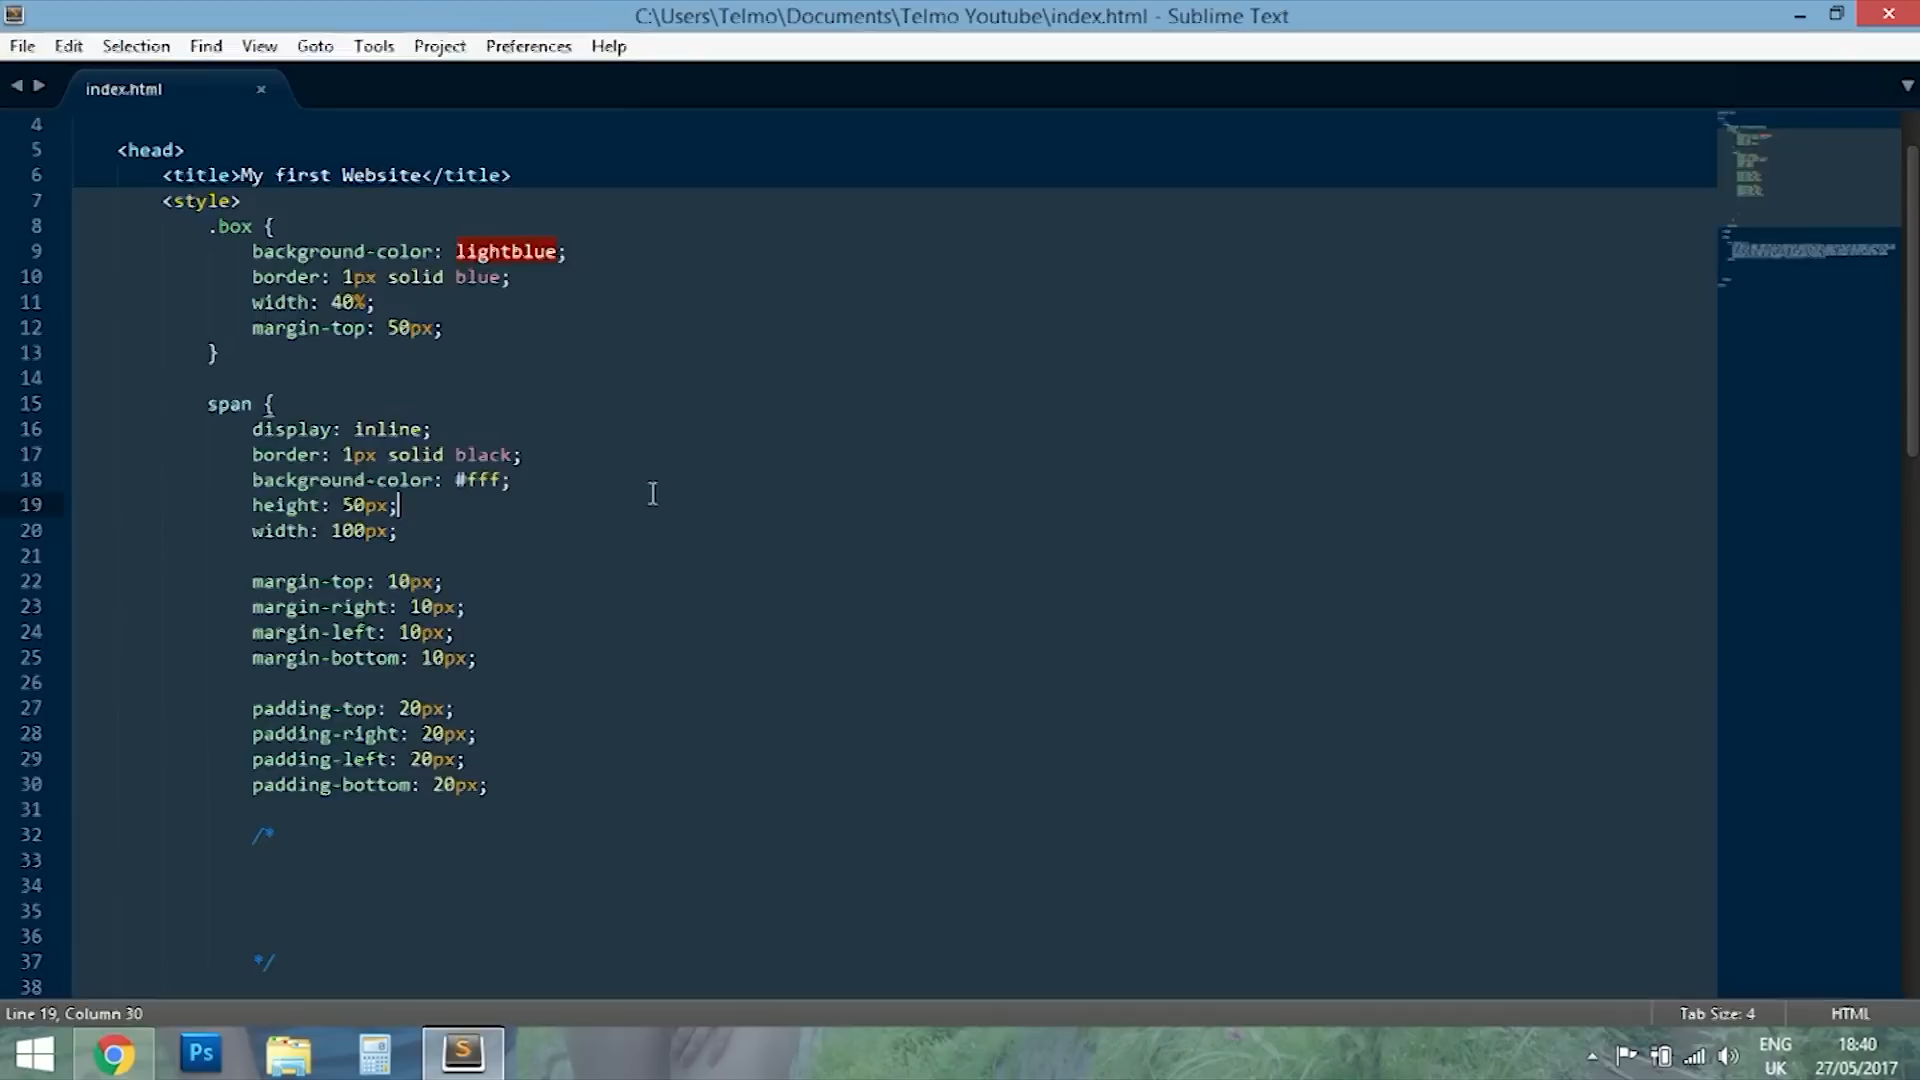 C:\Users\Telmo\Documents\Telmo Youtube\index.html - Sublime Text
File Edit Selection Find View Goto Tools Project Preferences Help
index.html
4
5 <head>
6 <title>My first Website</title>
7 <style>
8 .box {
9 background-color: lightblue;
10 border: 1px solid blue;
11 width: 40%;
12 margin-top: 50px;
13 }
14
15 span {
16 display: inline;
17 border: 1px solid black;
18 background-color: #fff;
19 height: 50px;
20 width: 100px;
21
22 margin-top: 10px;
23 margin-right: 10px;
24 margin-left: 10px;
25 margin-bottom: 10px;
26
27 padding-top: 20px;
28 padding-right: 20px;
29 padding-left: 20px;
30 padding-bottom: 20px;
31
32 /*
33
34
35
36
37 */
38
Line 19, Column 30 Tab Size: 4 HTML
Ps S ENG 18:40
UK 27/05/2017